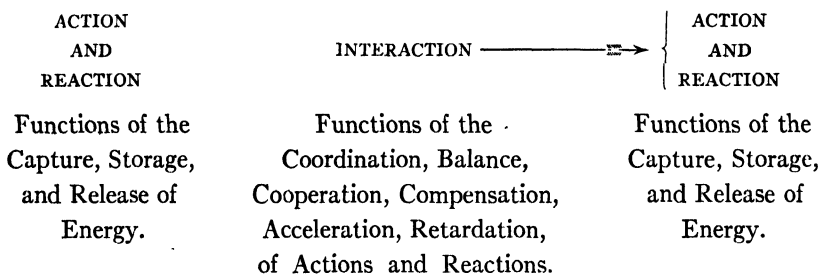 ACTION
AND
REACTION
INTERACTION
ACTION
AND
REACTION
Functions of the
Capture, Storage,
and Release of
Energy.
Functions of the
Coordination, Balance,
Cooperation, Compensation,
Acceleration, Retardation,
of Actions and Reactions.
Functions of the
Capture, Storage,
and Release of
Energy.